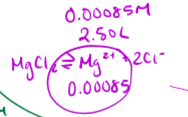 0.00085M
2.50L
MgCl₂ ⇌ Mg²⁺ + 2Cl⁻
0.00085
M